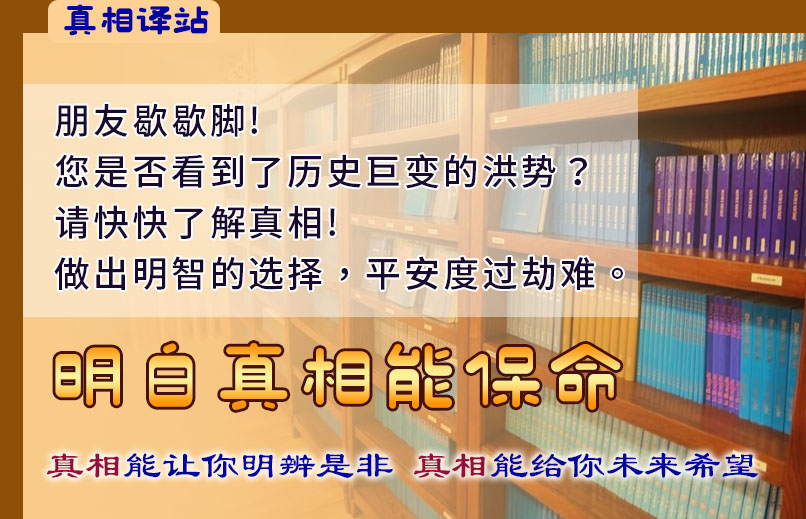 真相译站
朋友歇歇脚!
您是否看到了历史巨变的洪势？
请快快了解真相!
做出明智的选择，平安度过劫难。
明自真相能保命
真相能让你明辨是非 真相能给你未来希望